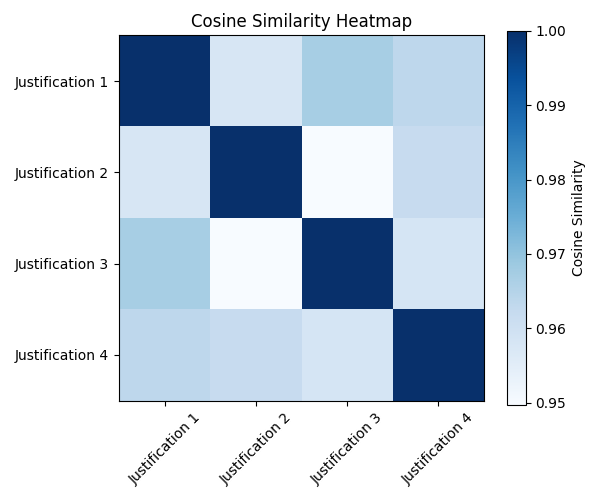 Cosine Similarity Heatmap
Justification 1
Justification 2
Justification 3
Justification 4
Justification 1
Justification 2
Justification 3
Justification 4
1.00
0.99
0.98
0.97
0.96
0.95
Cosine Similarity